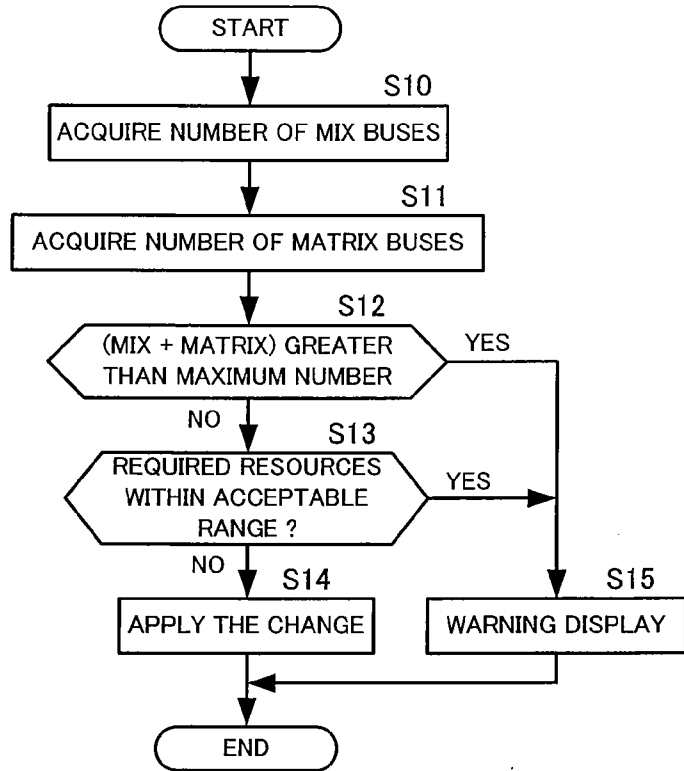 START
S10
ACQUIRE NUMBER OF MIX BUSES
S11
ACQUIRE NUMBER OF MATRIX BUSES
S12
(MIX + MATRIX) GREATER
THAN MAXIMUM NUMBER
YES
NO
S13
REQUIRED RESOURCES
WITHIN ACCEPTABLE
RANGE ?
YES
NO
S14
APPLY THE CHANGE
S15
WARNING DISPLAY
END